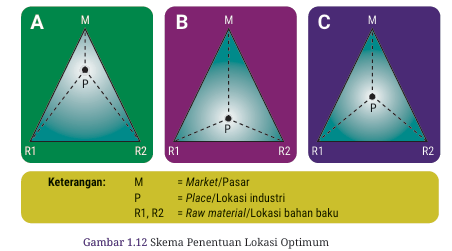 A
M
P
R1
R2
B
M
P
R1
R2
C
M
P
R1
R2
Keterangan:
M = Market/Pasar
P = Place/Lokasi industri
R1, R2 = Raw material/Lokasi bahan baku
Gambar 1.12 Skema Penentuan Lokasi Optimum